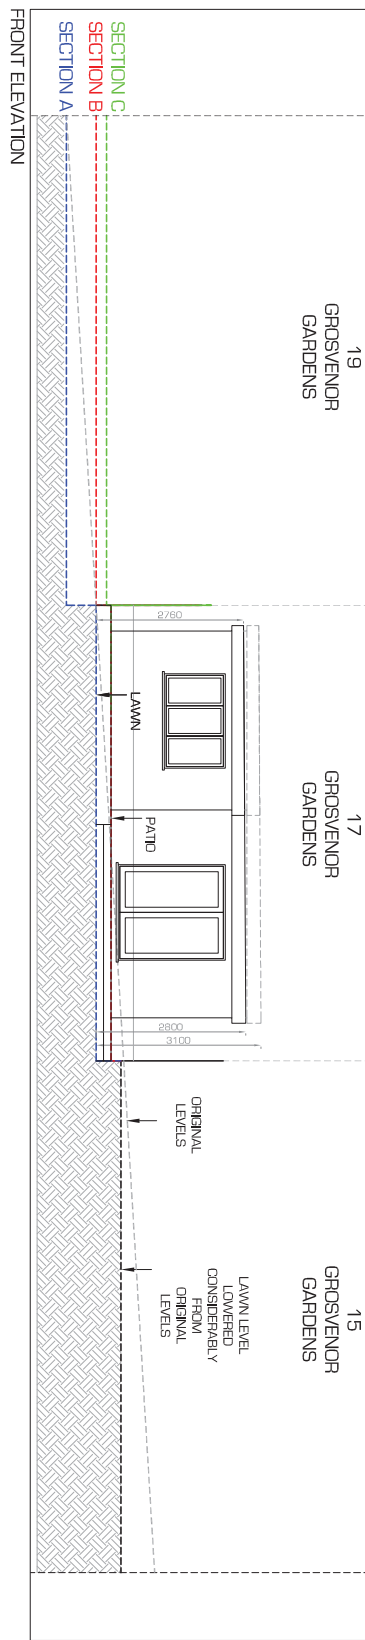 19
GROSVENOR
GARDENS
17
GROSVENOR
GARDENS
15
GROSVENOR
GARDENS
SECTION C
SECTION B
SECTION A
2760
LAWN
PATIO
2800
3100
ORIGINAL
LEVELS
LAWN LEVEL
LOWERED
CONSIDERABLY
FROM
ORIGINAL
LEVELS
FRONT ELEVATION